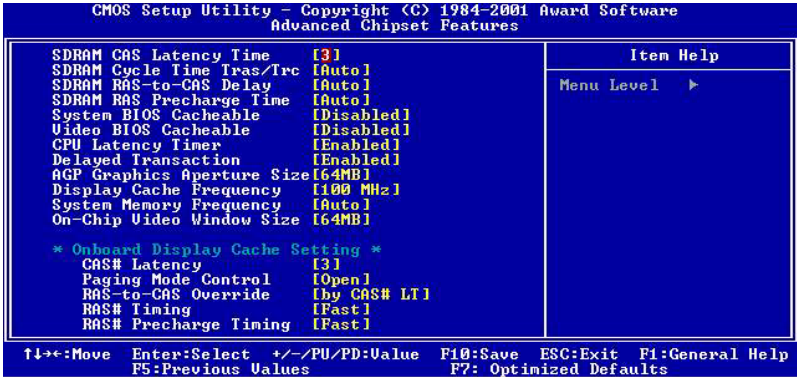 CMOS Setup Utility - Copyright (C) 1984-2001 Award Software
Advanced Chipset Features
SDRAM CAS Latency Time [3]
SDRAM Cycle Time Tras/Trc [Auto]
SDRAM RAS-to-CAS Delay [Auto]
SDRAM RAS Precharge Time [Auto]
System BIOS Cacheable [Disabled]
Video BIOS Cacheable [Disabled]
CPU Latency Timer [Enabled]
Delayed Transaction [Enabled]
AGP Graphics Aperture Size[64MB]
Display Cache Frequency [100 MHz]
System Memory Frequency [Auto]
On-Chip Video Window Size [64MB]
* Onboard Display Cache Setting *
CAS# Latency [3]
Paging Mode Control [Open]
RAS-to-CAS Override [by CAS# LT]
RAS# Timing [Fast]
RAS# Precharge Timing [Fast]
Item Help
Menu Level ►
↑↓→←:Move Enter:Select +/-/PU/PD:Value F10:Save ESC:Exit F1:General Help
F5:Previous Values F7: Optimized Defaults